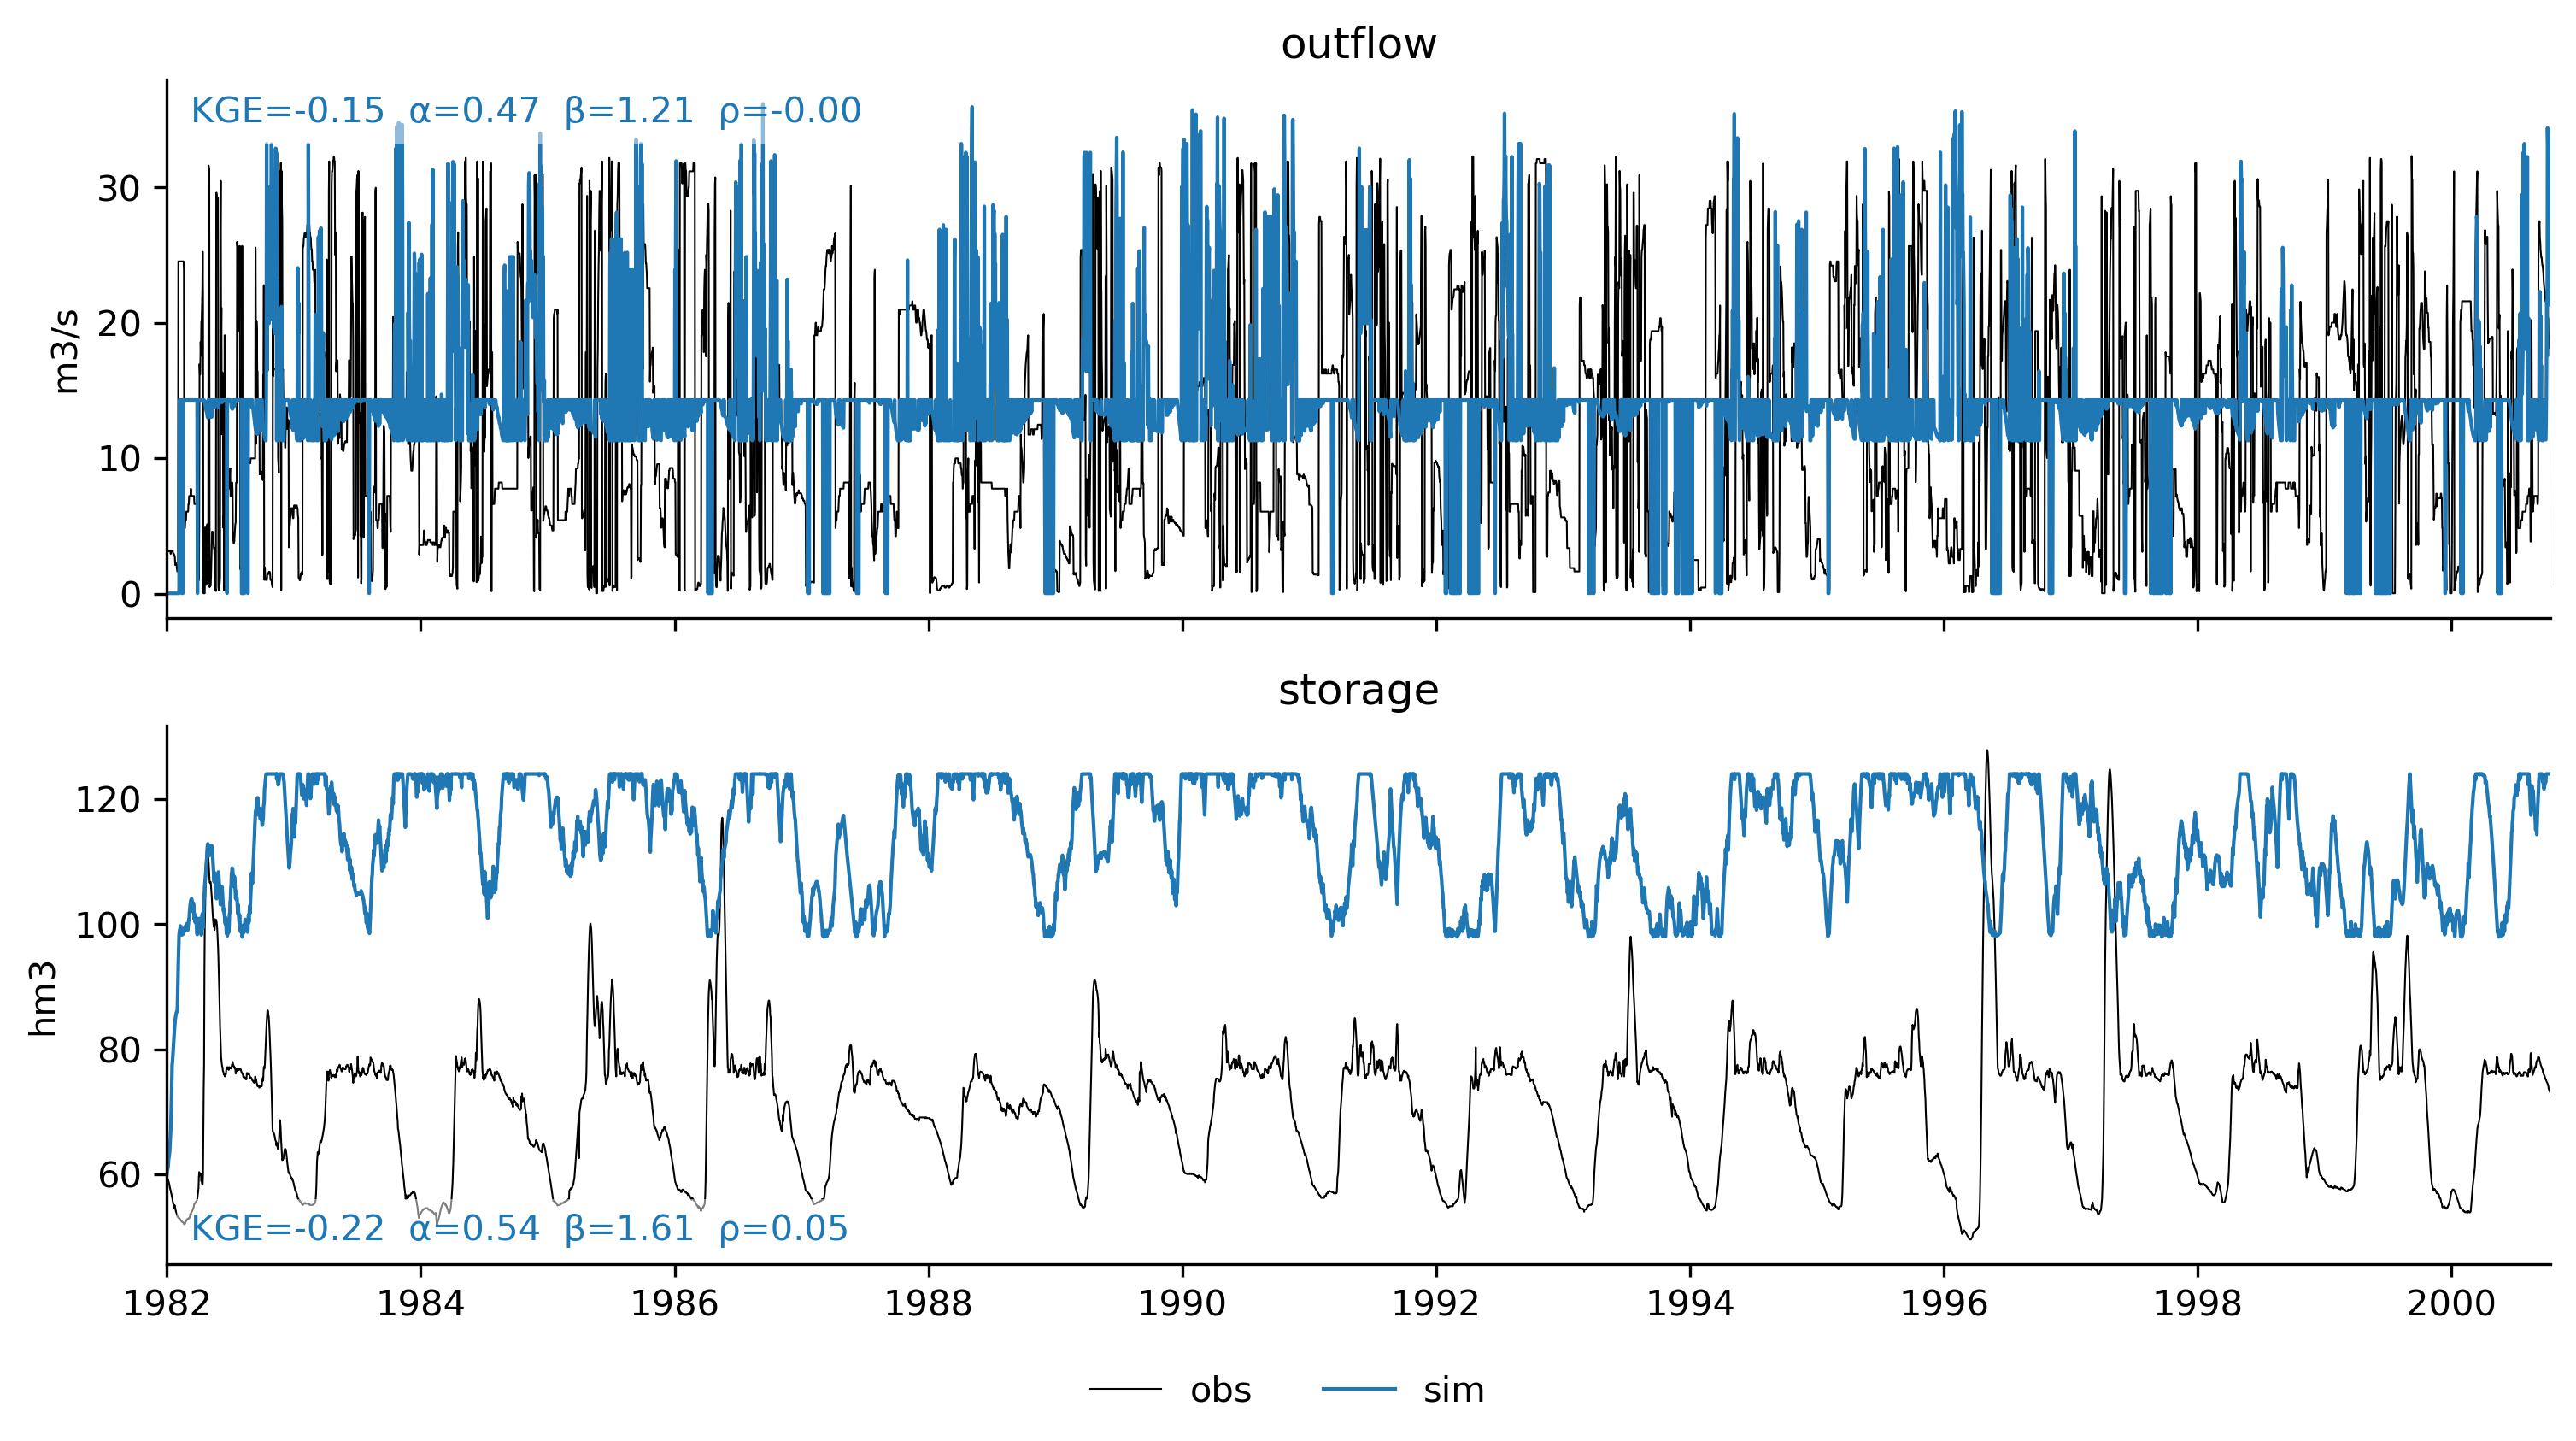 outflow
KGE=-0.15 α=0.47 β=1.21 ρ=-0.00
m3/s
30
20
10
0
storage
hm3
120
100
80
60
KGE=-0.22 α=0.54 β=1.61 ρ=0.05
1982 1984 1986 1988 1990 1992 1994 1996 1998 2000
obs sim